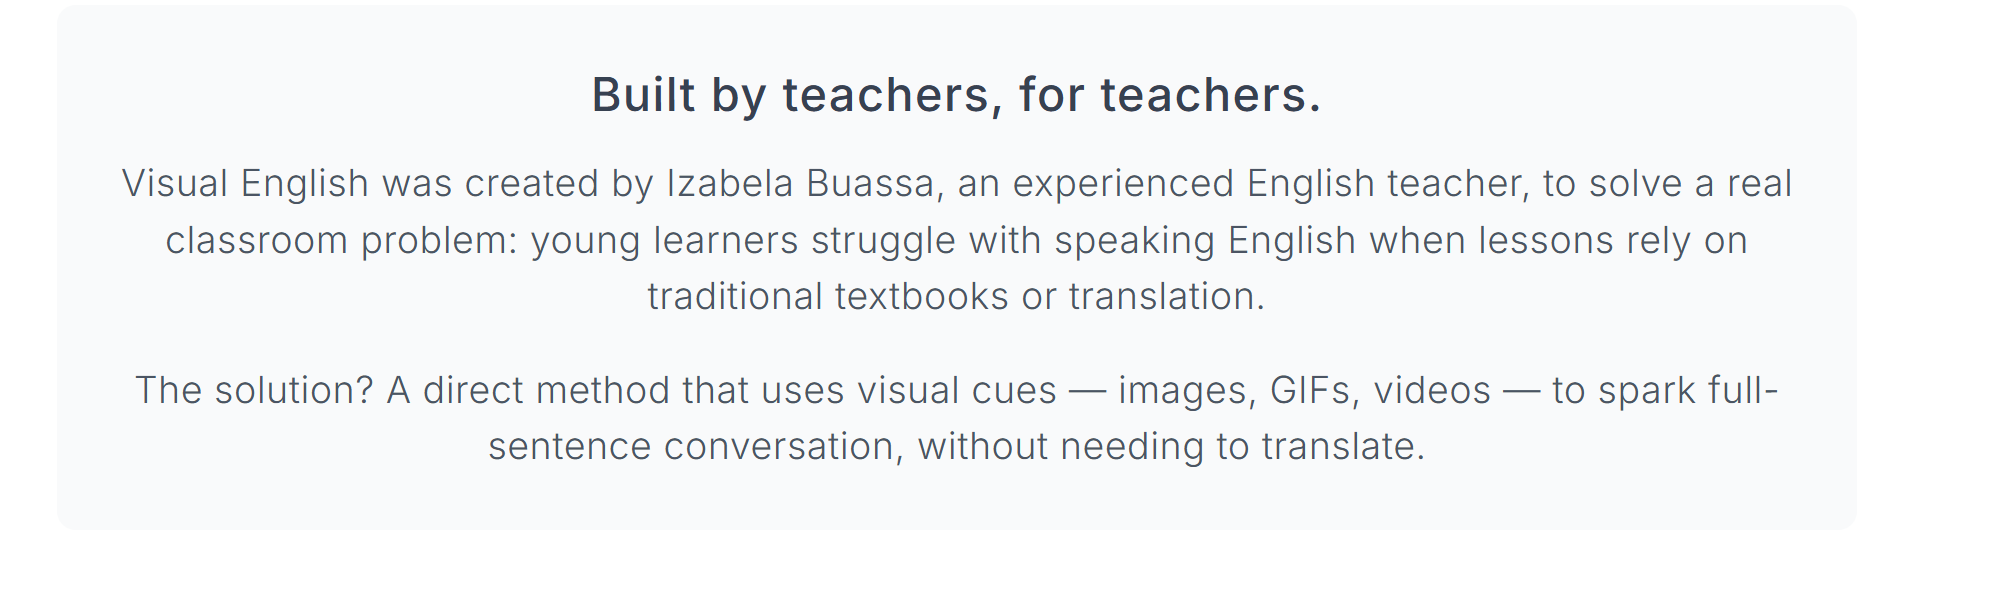 Built by teachers, for teachers.
Visual English was created by Izabela Buassa, an experienced English teacher, to solve a real
classroom problem: young learners struggle with speaking English when lessons rely on
traditional textbooks or translation.
The solution? A direct method that uses visual cues — images, GIFs, videos — to spark full-
sentence conversation, without needing to translate.